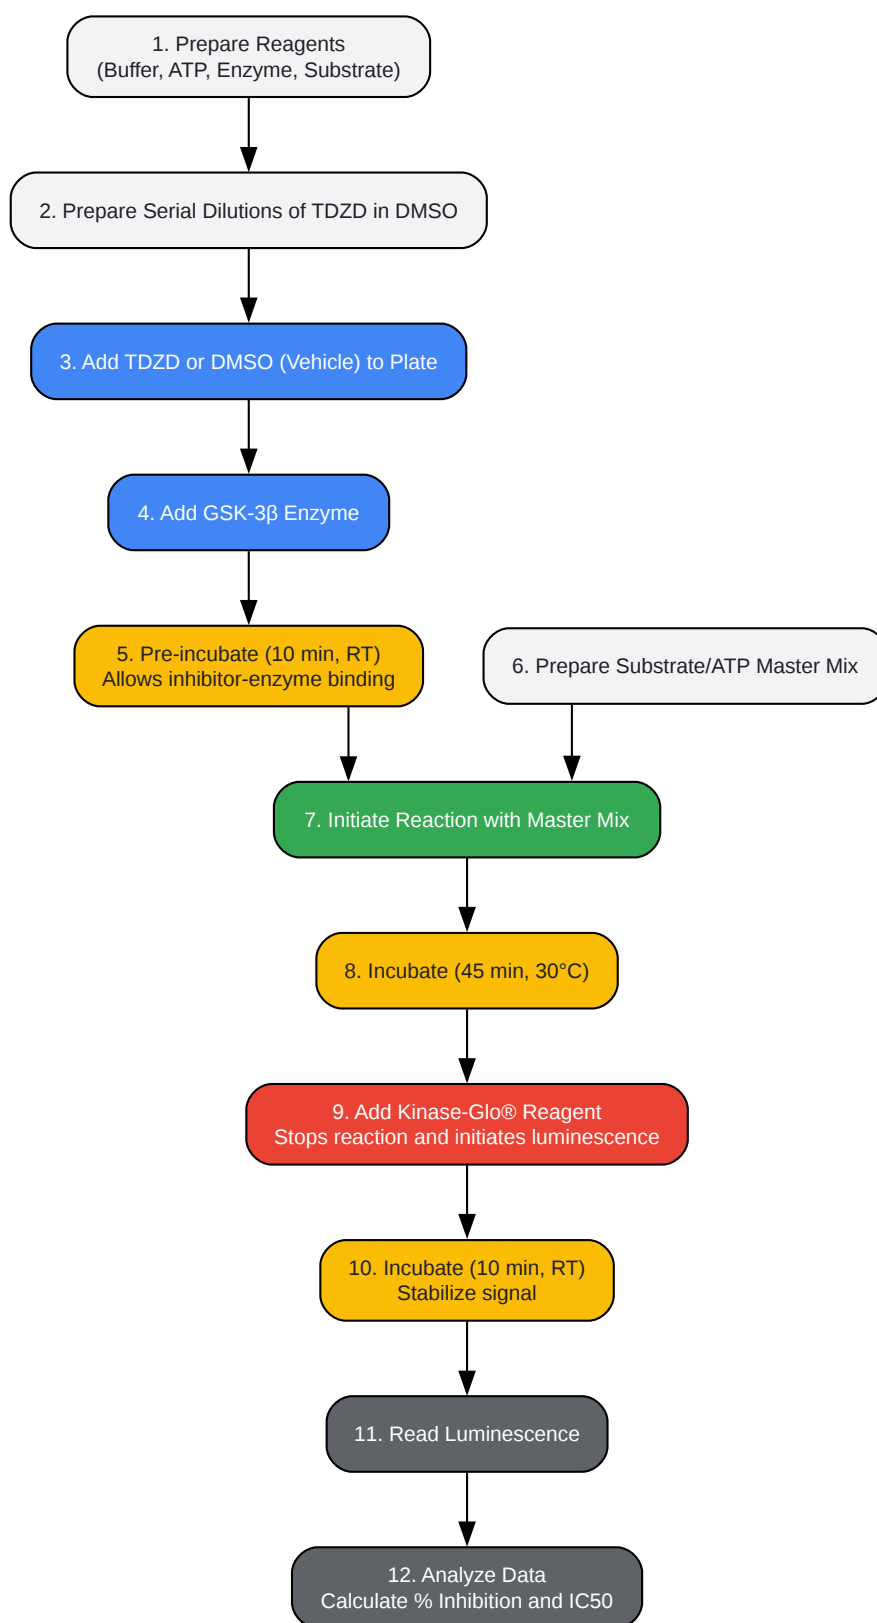 1. Prepare Reagents
(Buffer, ATP, Enzyme, Substrate)
2. Prepare Serial Dilutions of TDZD in DMSO
3. Add TDZD or DMSO (Vehicle) to Plate
4. Add GSK-3β Enzyme
5. Pre-incubate (10 min, RT)
Allows inhibitor-enzyme binding
6. Prepare Substrate/ATP Master Mix
7. Initiate Reaction with Master Mix
8. Incubate (45 min, 30°C)
9. Add Kinase-Glo® Reagent
Stops reaction and initiates luminescence
10. Incubate (10 min, RT)
Stabilize signal
11. Read Luminescence
12. Analyze Data
Calculate % Inhibition and IC50